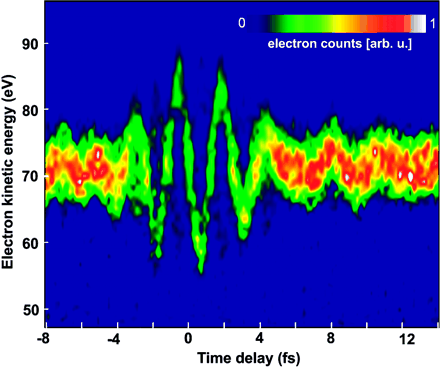 0 1
electron counts [arb. u.]
90
80
70
60
50
Electron kinetic energy (eV)
-8 -4 0 4 8 12
Time delay (fs)